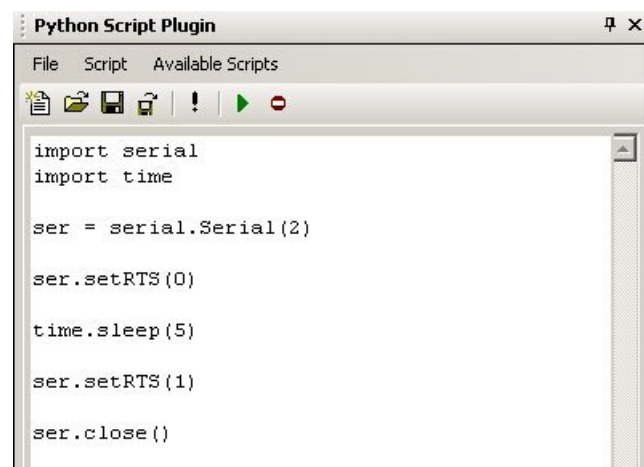 Python Script Plugin
File Script Available Scripts
import serial
import time
ser = serial.Serial(2)
ser.setRTS(0)
time.sleep(5)
ser.setRTS(1)
ser.close()